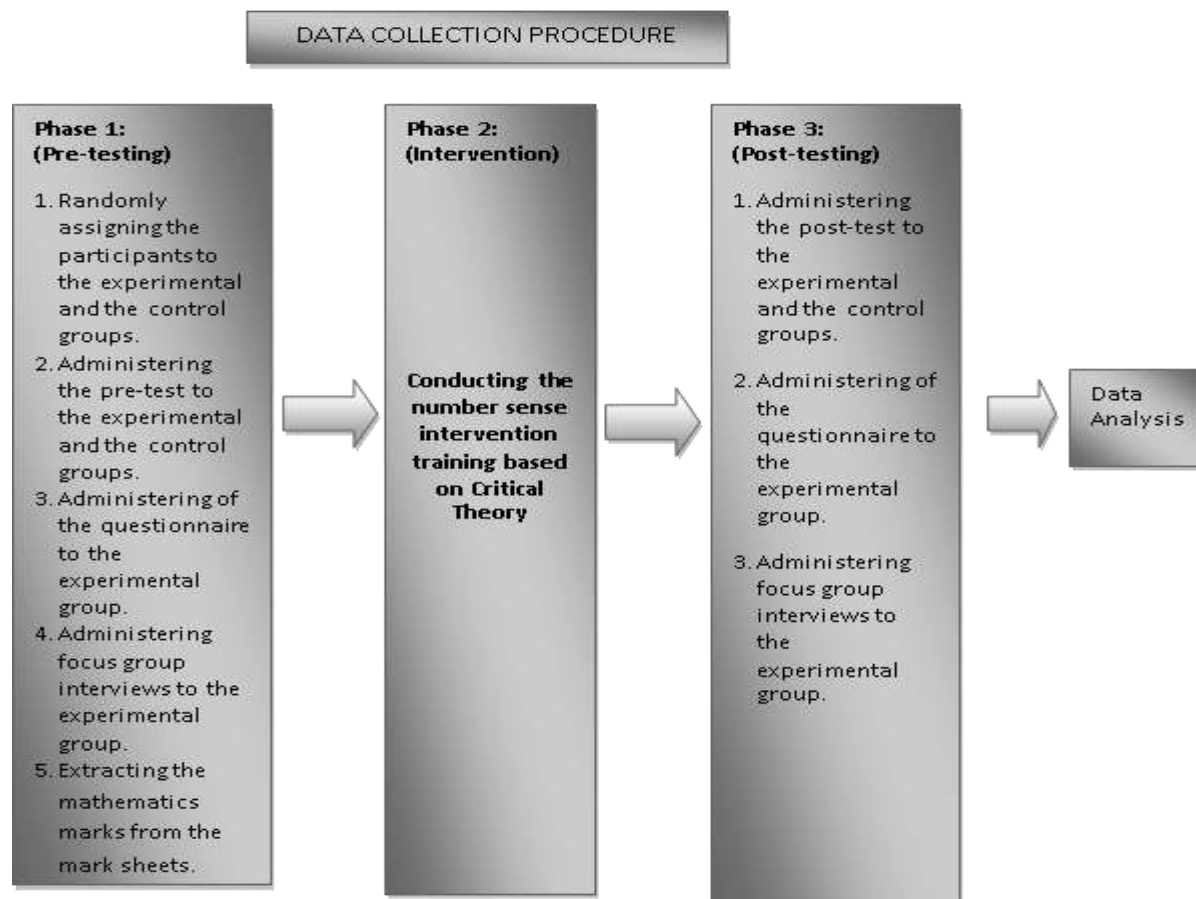 DATA COLLECTION PROCEDURE
Phase 1:
(Pre-testing)
1. Randomly
assigning the
participants to
the experimental
and the control
groups.
2. Administering
the pre-test to
the experimental
and the control
groups.
3. Administering of
the questionnaire
to the
experimental
group.
4. Administering
focus group
interviews to the
experimental
group.
5. Extracting the
mathematics
marks from the
mark sheets.
Phase 2:
(Intervention)
Conducting the
number sense
intervention
training based
on Critical
Theory
Phase 3:
(Post-testing)
1. Administering
the post-test to
the
experimental
and the control
groups.
2. Administering of
the
questionnaire to
the
experimental
group.
3. Administering
focus group
interviews to
the
experimental
group.
Data
Analysis